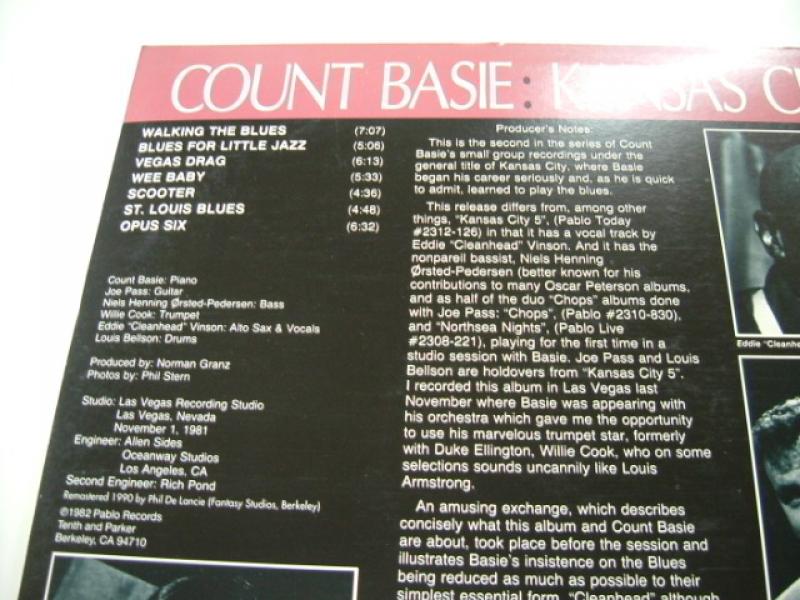 COUNT BASIE: KANSAS C
WALKING THE BLUES (7:07)
BLUES FOR LITTLE JAZZ (5:06)
VEGAS DRAG (6:13)
WEE BABY (5:33)
SCOOTER (4:36)
ST. LOUIS BLUES (4:48)
OPUS SIX (6:32)
Count Basie: Piano
Joe Pass: Guitar
Niels Henning Ørsted-Pedersen: Bass
Willie Cook: Trumpet
Eddie "Cleanhead" Vinson: Alto Sax & Vocals
Louis Bellson: Drums
Produced by: Norman Granz
Photos by: Phil Stern
Studio: Las Vegas Recording Studio
Las Vegas, Nevada
November 1, 1981
Engineer: Allen Sides
Oceanway Studios
Los Angeles, CA
Second Engineer: Rich Pond
Remastered 1990 by Phil De Lancie (Fantasy Studios, Berkeley)
©1982 Pablo Records
Tenth and Parker
Berkeley, CA 94710
Producer's Notes:
This is the second in the series of Count
Basie's small group recordings under the
general title of Kansas City, where Basie
began his career seriously and, as he is quick
to admit, learned to play the blues.
This release differs from, among other
things, "Kansas City 5", (Pablo Today
#2312-126) in that it has a vocal track by
Eddie "Cleanhead" Vinson. And it has the
nonpareil bassist, Niels Henning
Ørsted-Pedersen (better known for his
contributions to many Oscar Peterson albums,
and as half of the duo "Chops" albums done
with Joe Pass: "Chops", (Pablo #2310-830),
and "Northsea Nights", (Pablo Live
#2308-221), playing for the first time in a
studio session with Basie. Joe Pass and Louis
Bellson are holdovers from "Kansas City 5".
I recorded this album in Las Vegas last
November where Basie was appearing with
his orchestra which gave me the opportunity
to use his marvelous trumpet star, formerly
with Duke Ellington, Willie Cook, who on some
selections sounds uncannily like Louis
Armstrong.
An amusing exchange, which describes
concisely what this album and Count Basie
are about, took place before the session and
illustrates Basie's insistence on the Blues
being reduced as much as possible to their
simplest essential form. "Cleanhead" although
Eddie "Cleanhe